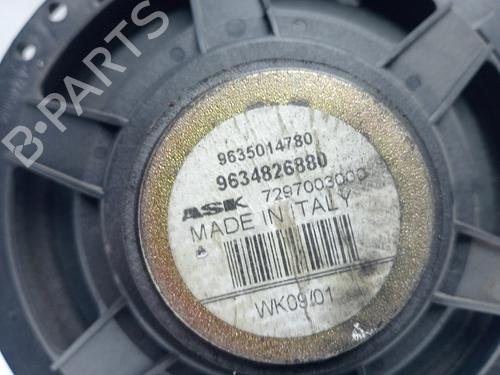 B-PARTS
9635014780
9634826880
ASK 7297003000
MADE IN ITALY
WK09/01